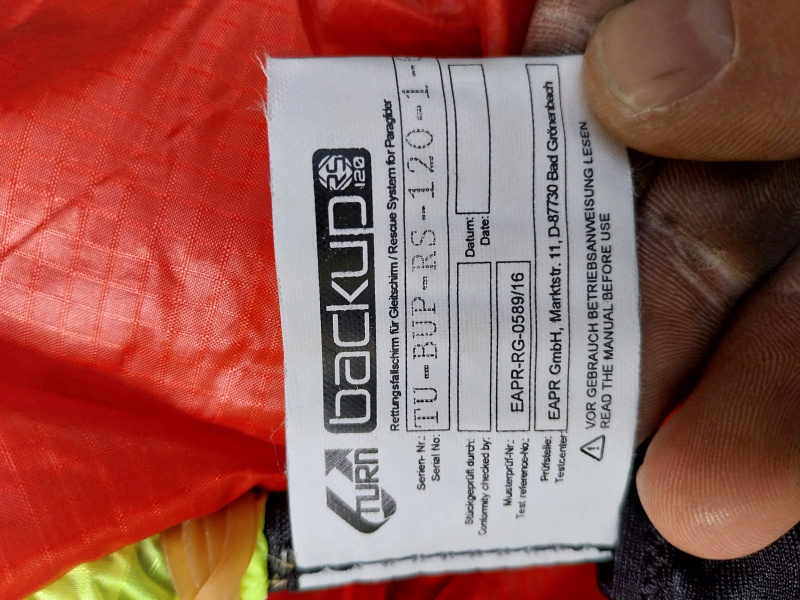 TURN
backup RS 120
Rettungsfallschirm für Gleitschirm / Rescue System for Paraglider
Serien- Nr.: TU-BUP-RS-120-1-
Serial No:
Stückgeprüft durch: Datum:
Conformity checked by: Date:
Musterprüf-Nr.: EAPR-RG-0589/16
Test reference-No.:
Prüfstelle: EAPR GmbH, Marktstr. 11, D-87730 Bad Grönenbach
Testcenter
VOR GEBRAUCH BETRIEBSANWEISUNG LESEN
READ THE MANUAL BEFORE USE